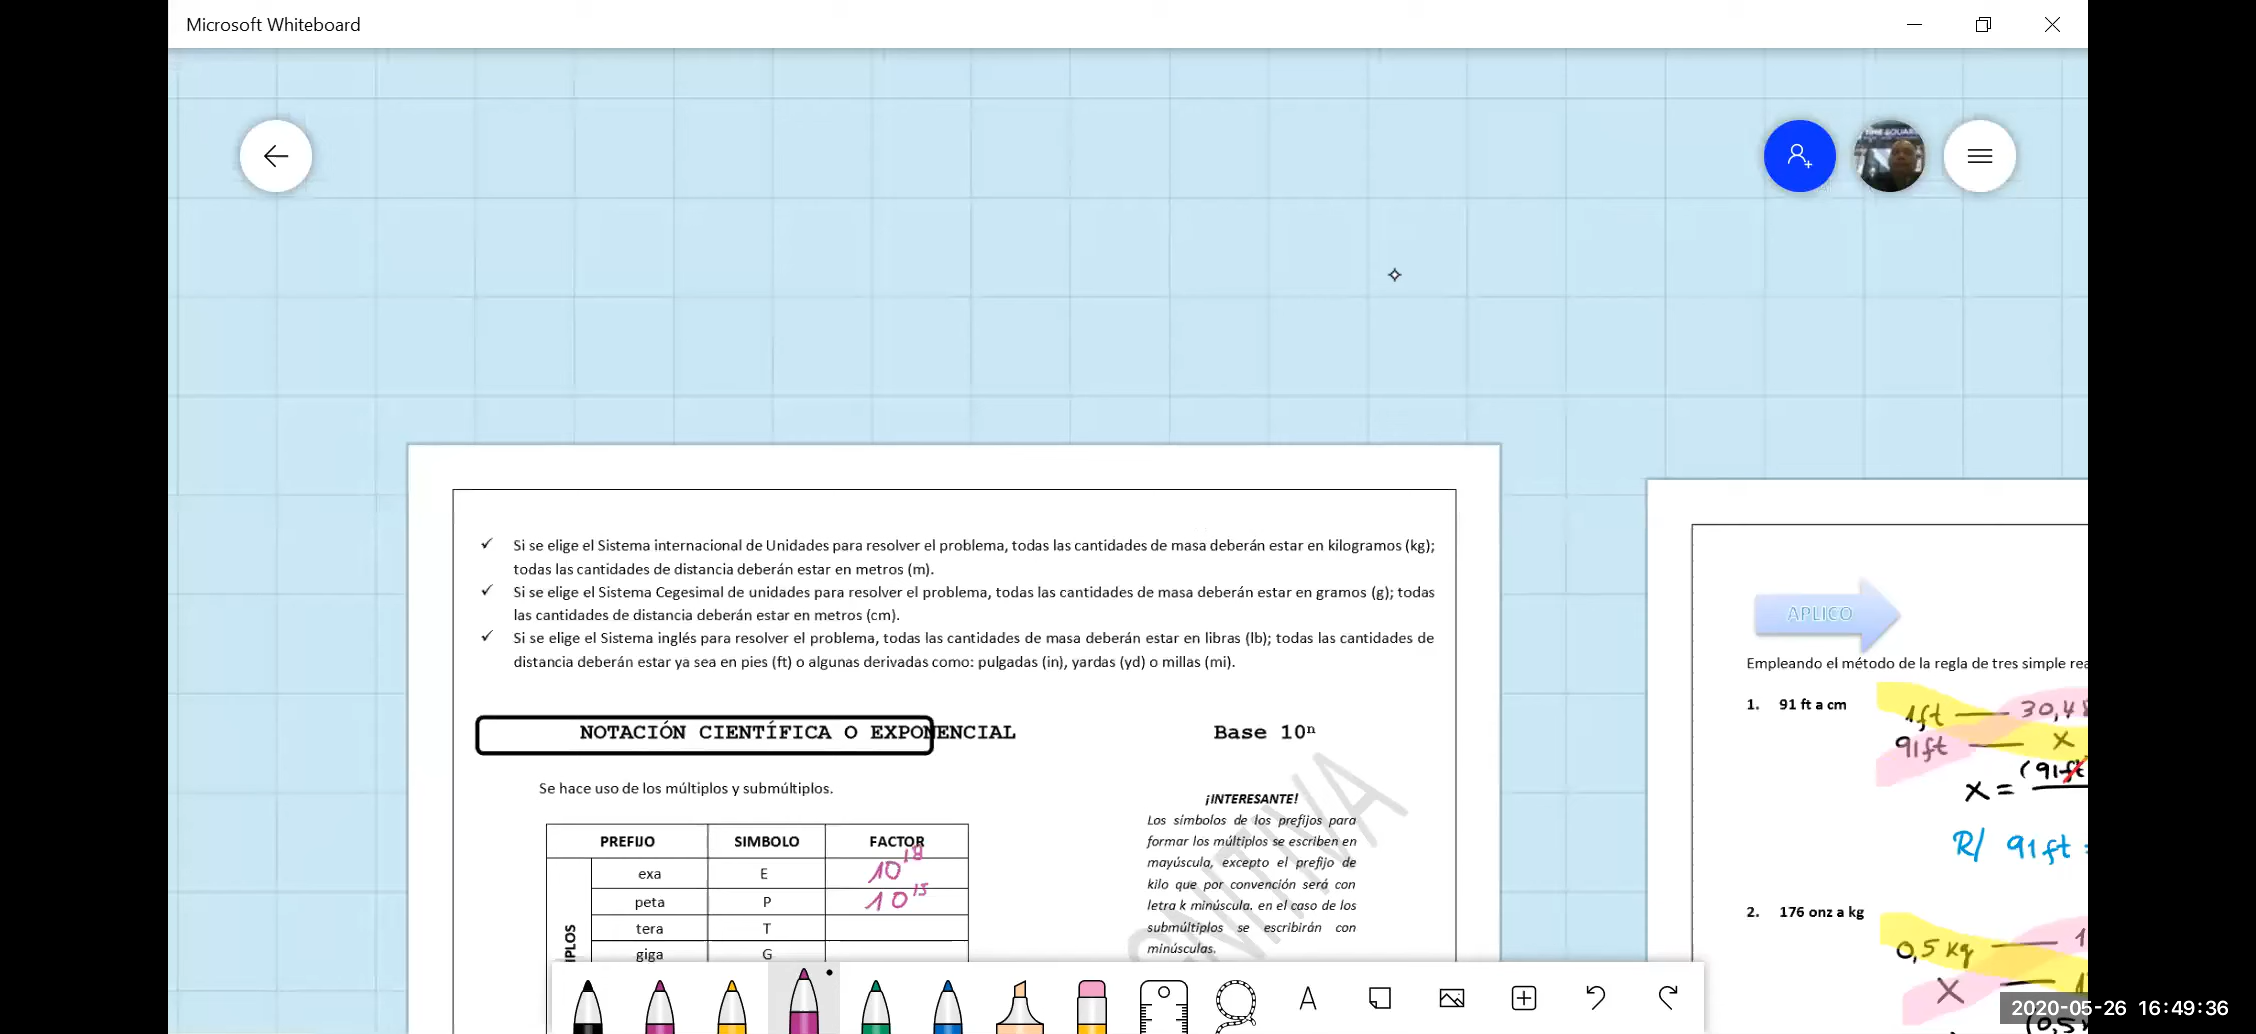 Microsoft Whiteboard
✓ Si se elige el Sistema internacional de Unidades para resolver el problema, todas las cantidades de masa deberán estar en kilogramos (kg);
todas las cantidades de distancia deberán estar en metros (m).
✓ Si se elige el Sistema Cegesimal de unidades para resolver el problema, todas las cantidades de masa deberán estar en gramos (g); todas
las cantidades de distancia deberán estar en metros (cm).
✓ Si se elige el Sistema inglés para resolver el problema, todas las cantidades de masa deberán estar en libras (lb); todas las cantidades de
distancia deberán estar ya sea en pies (ft) o algunas derivadas como: pulgadas (in), yardas (yd) o millas (mi).
NOTACIÓN CIENTÍFICA O EXPONENCIAL
Base 10ⁿ
Se hace uso de los múltiplos y submúltiplos.
PREFIJO SIMBOLO FACTOR
exa E 10¹⁸
peta P 10¹⁵
tera T
giga G
IPLOS
¡INTERESANTE!
Los símbolos de los prefijos para
formar los múltiplos se escriben en
mayúscula, excepto el prefijo de
kilo que por convención será con
letra k minúscula. en el caso de los
submúltiplos se escribirán con
minúsculas.
APLICO
Empleando el método de la regla de tres simple rea
1. 91 ft a cm
1ft — 30,48
91ft — x
(91ft
x =
R/ 91ft =
2. 176 onz a kg
0,5 kg — 1
X — 1
(0,5
2020-05-26 16:49:36